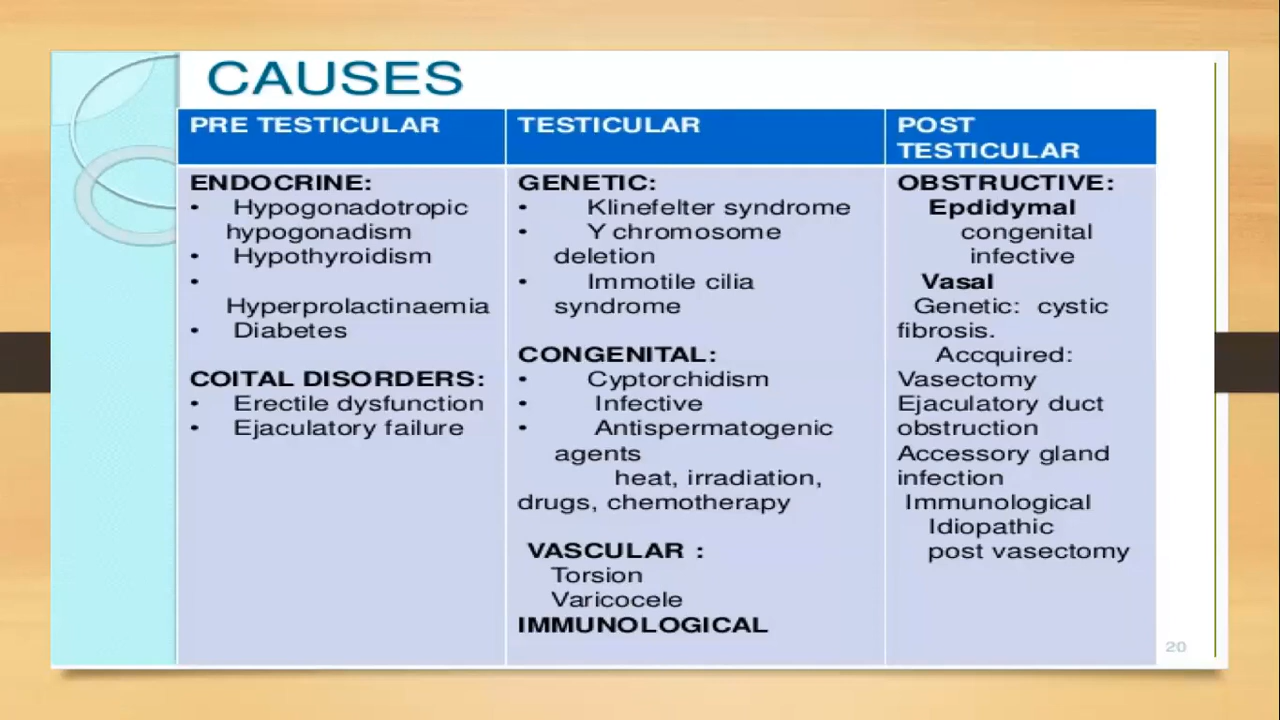 CAUSES
PRE TESTICULAR
ENDOCRINE:
• Hypogonadotropic
hypogonadism
• Hypothyroidism
•
Hyperprolactinaemia
• Diabetes
COITAL DISORDERS:
• Erectile dysfunction
• Ejaculatory failure
TESTICULAR
GENETIC:
• Klinefelter syndrome
• Y chromosome
deletion
• Immotile cilia
syndrome
CONGENITAL:
• Cyptorchidism
• Infective
• Antispermatogenic
agents
heat, irradiation,
drugs, chemotherapy
VASCULAR :
Torsion
Varicocele
IMMUNOLOGICAL
POST
TESTICULAR
OBSTRUCTIVE:
Epdidymal
congenital
infective
Vasal
Genetic: cystic
fibrosis.
Accquired:
Vasectomy
Ejaculatory duct
obstruction
Accessory gland
infection
Immunological
Idiopathic
post vasectomy
20